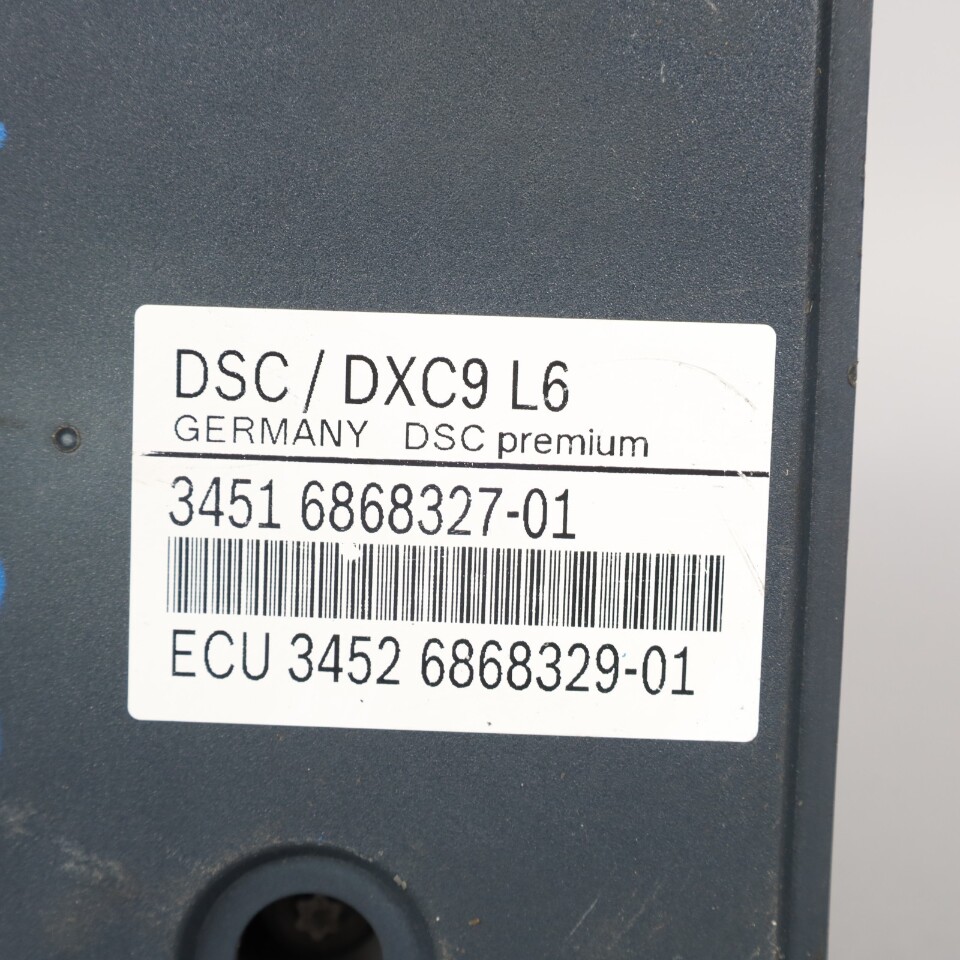 DSC / DXC9 L6
GERMANY DSC premium
3451 6868327-01
ECU 3452 6868329-01